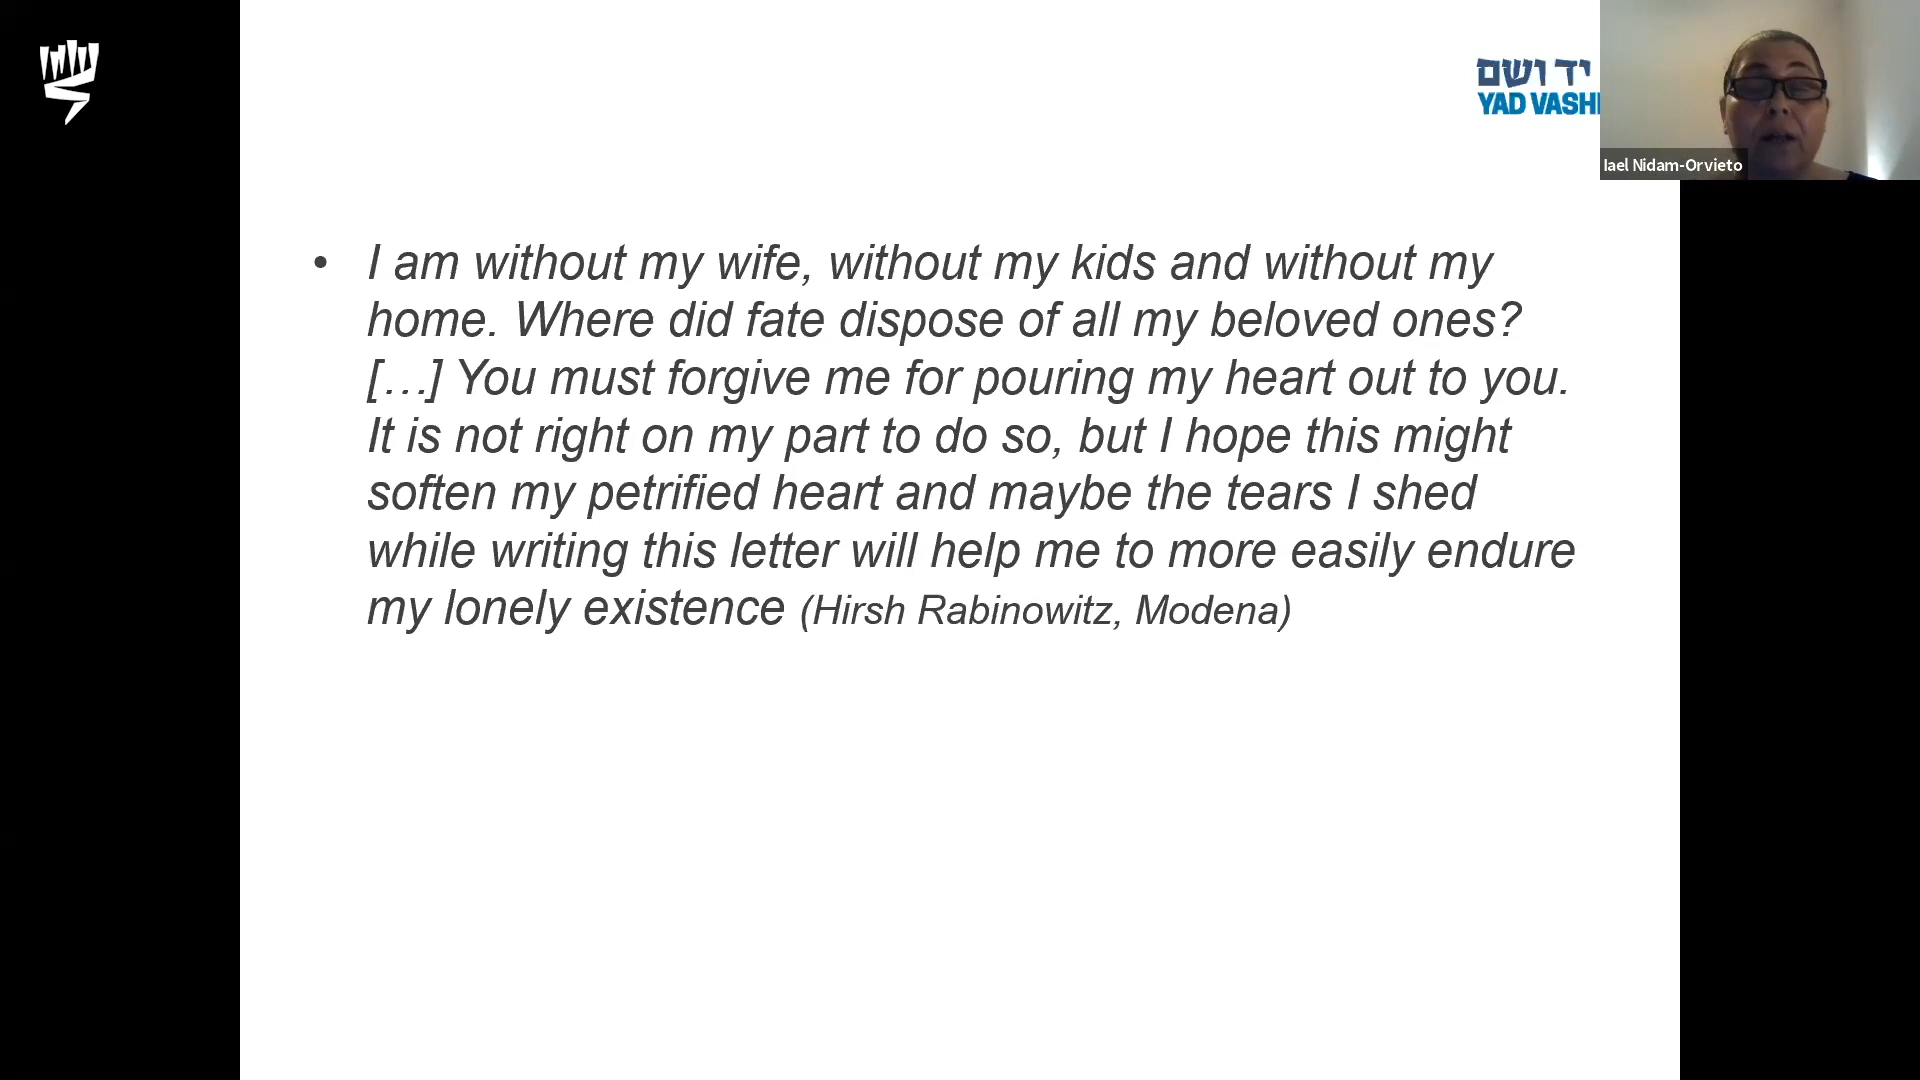 יד ושם
YAD VASH
Iael Nidam-Orvieto
• I am without my wife, without my kids and without my
home. Where did fate dispose of all my beloved ones?
[…] You must forgive me for pouring my heart out to you.
It is not right on my part to do so, but I hope this might
soften my petrified heart and maybe the tears I shed
while writing this letter will help me to more easily endure
my lonely existence (Hirsh Rabinowitz, Modena)